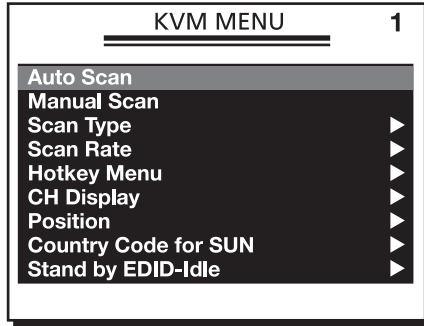 KVM MENU 1
Auto Scan
Manual Scan
Scan Type ▶
Scan Rate ▶
Hotkey Menu ▶
CH Display ▶
Position ▶
Country Code for SUN ▶
Stand by EDID-Idle ▶